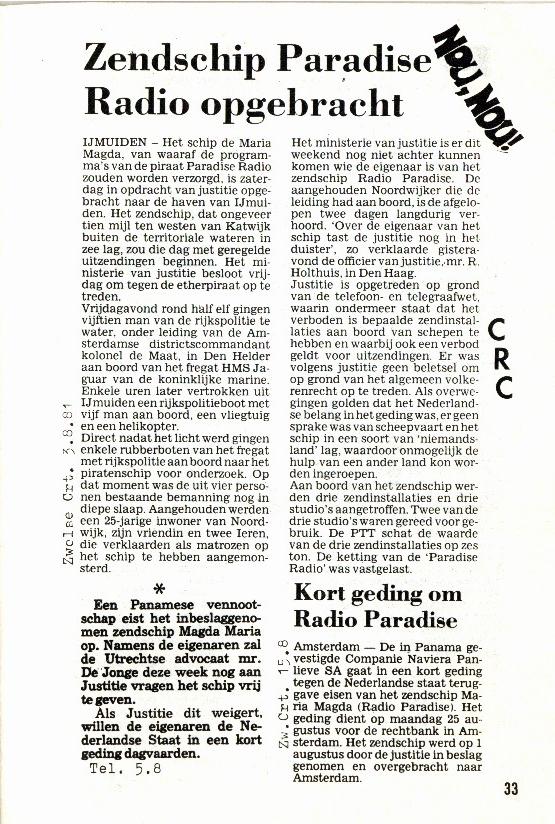 Zendschip Paradise
Radio opgebracht
NOU, NOU!
IJMUIDEN – Het schip de Maria
Magda, van waaraf de program-
ma's van de piraat Paradise Radio
zouden worden verzorgd, is zater-
dag in opdracht van justitie opge-
bracht naar de haven van IJmui-
den. Het zendschip, dat ongeveer
tien mijl ten westen van Katwijk
buiten de territoriale wateren in
zee lag, zou die dag met geregelde
uitzendingen beginnen. Het mi-
nisterie van justitie besloot vrij-
dag om tegen de etherpiraat op te
treden.
Vrijdagavond rond half elf gingen
vijftien man van de rijkspolitie te
water, onder leiding van de Am-
sterdamse districtscommandant
kolonel de Maat, in Den Helder
aan boord van het fregat HMS Ja-
guar van de koninklijke marine.
Enkele uren later vertrokken uit
IJmuiden een rijkspolitieboot met
vijf man aan boord, een vliegtuig
en een helikopter.
Direct nadat het licht werd gingen
enkele rubberboten van het fregat
met rijkspolitie aan boord naar het
piratenschip voor onderzoek. Op
dat moment was de uit vier perso-
nen bestaande bemanning nog in
diepe slaap. Aangehouden werden
een 25-jarige inwoner van Noord-
wijk, zijn vriendin en twee Ieren,
die verklaarden als matrozen op
het schip te hebben aangemon-
sterd.
Zwolse Crt.
*
Een Panamese vennoot-
schap eist het inbeslaggeno-
men zendschip Magda Maria
op. Namens de eigenaren zal
de Utrechtse advocaat mr.
De Jonge deze week nog aan
Justitie vragen het schip vrij
te geven.
Als Justitie dit weigert,
willen de eigenaren de Ne-
derlandse Staat in een kort
geding dagvaarden.
Tel. 5.8
Het ministerie van justitie is er dit
weekend nog niet achter kunnen
komen wie de eigenaar is van het
zendschip Radio Paradise. De
aangehouden Noordwijker die de
leiding had aan boord, is de afgelo-
pen twee dagen langdurig ver-
hoord. ‘Over de eigenaar van het
schip tast de justitie nog in het
duister’, zo verklaarde gistera-
vond de officier van justitie, mr. R.
Holthuis, in Den Haag.
Justitie is opgetreden op grond
van de telefoon- en telegraafwet,
waarin ondermeer staat dat het
verboden is bepaalde zendinstal-
laties aan boord van schepen te
hebben en waarbij ook een verbod
geldt voor uitzendingen. Er was
volgens justitie geen beletsel om
op grond van het algemeen volke-
renrecht op te treden. Als overwe-
gingen golden dat het Nederland-
se belang in het geding was, er geen
sprake was van scheepvaart en het
schip in een soort van ‘niemands-
land’ lag, waardoor onmogelijk de
hulp van een ander land kon wor-
den ingeroepen.
Aan boord van het zendschip wer-
den drie zendinstallaties en drie
studio's aangetroffen. Twee van de
drie studio's waren gereed voor ge-
bruik. De PTT schat de waarde
van de drie zendinstallaties op zes
ton. De ketting van de ‘Paradise
Radio’ was vastgelast.
C
R
C
Kort geding om
Radio Paradise
Amsterdam — De in Panama ge-
vestigde Companie Naviera Pan-
lieve SA gaat in een kort geding
tegen de Nederlandse staat terug-
gave eisen van het zendschip Ma-
ria Magda (Radio Paradise). Het
geding dient op maandag 25 au-
gustus voor de rechtbank in Am-
sterdam. Het zendschip werd op 1
augustus door de justitie in beslag
genomen en overgebracht naar
Amsterdam.
Zw.Crt.
33